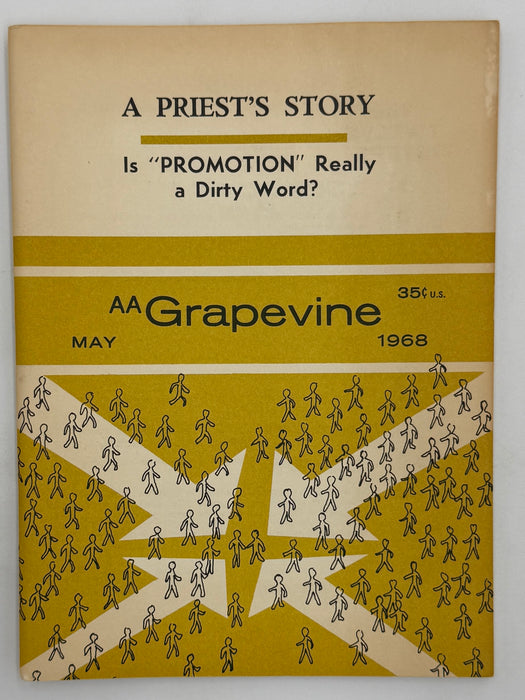 A PRIEST'S STORY
Is "PROMOTION" Really
a Dirty Word?
35¢ U.S.
AA Grapevine
MAY 1968